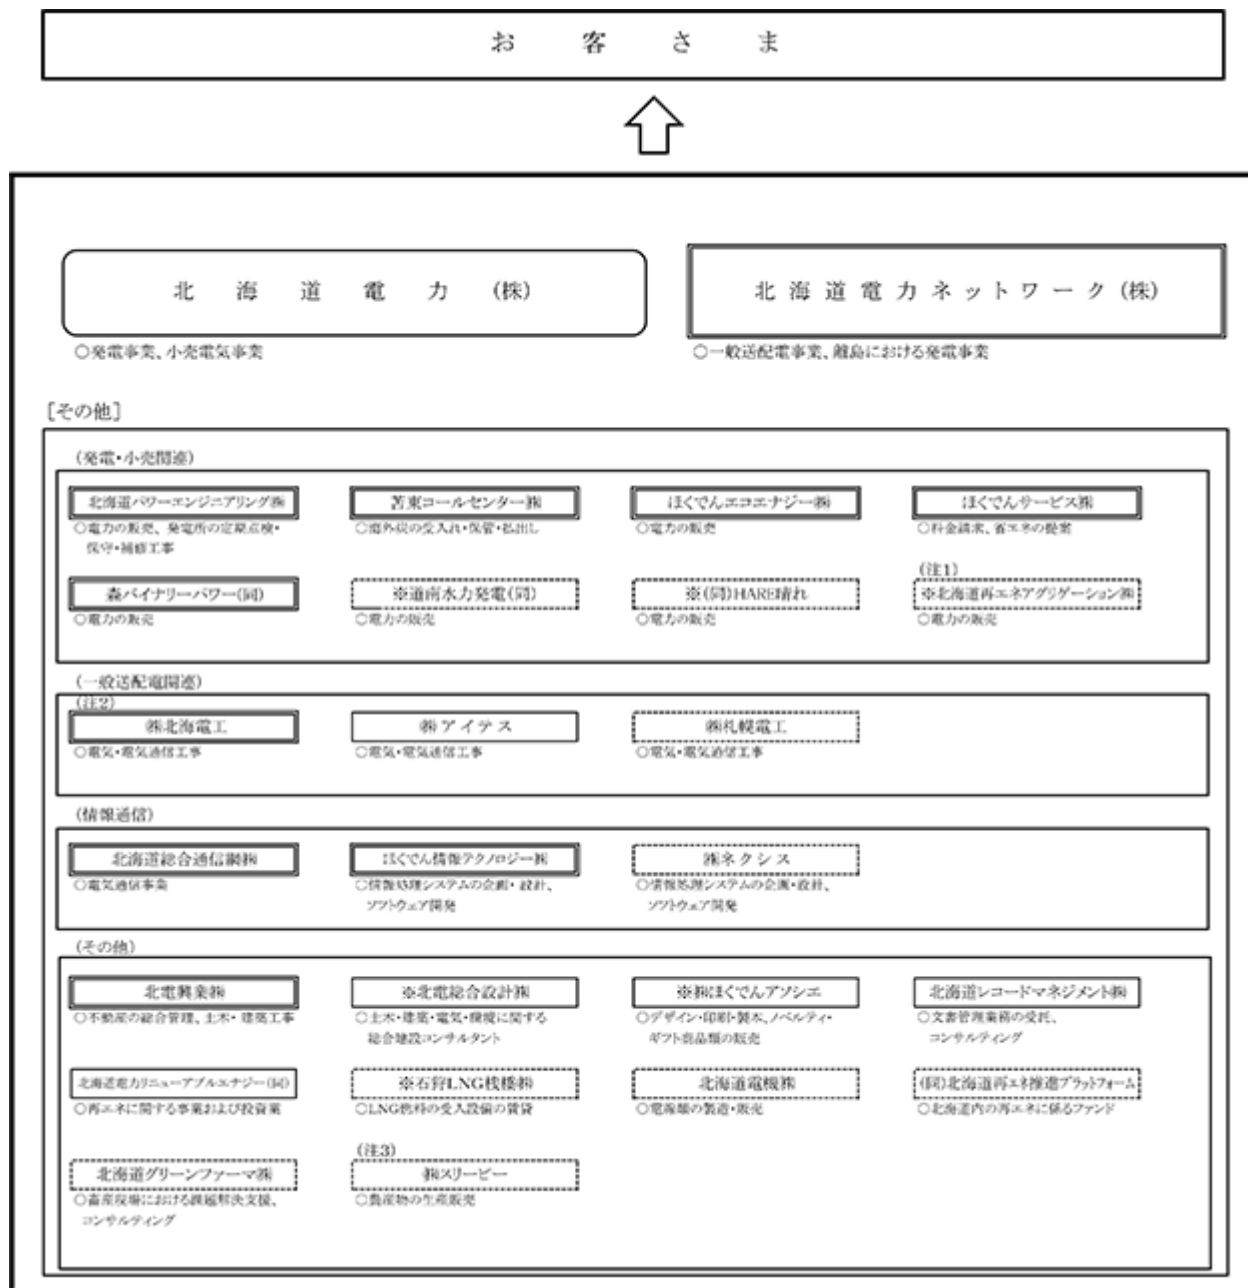 お客さま
北海道電力(株)
北海道電力ネットワーク(株)
○発電事業、小売電気事業
○一般送配電事業、離島における発電事業
[その他]
(発電・小売関連)
北海道パワーエンジニアリング㈱
苫東コールセンター㈱
ほくでんエコエナジー㈱
ほくでんサービス㈱
○電力の販売、発電所の定期点検・
保守・補修工事
○海外炭の受入れ・保管・払出し
○電力の販売
○料金請求、省エネの提案
(注1)
森バイナリーパワー(同)
※道南水力発電(同)
※(同)HARE晴れ
※北海道再エネアグリゲーション㈱
○電力の販売
○電力の販売
○電力の販売
○電力の販売
(一般送配電関連)
(注2)
㈱北海電工
㈱アイテス
㈱札幌電工
○電気・電気通信工事
○電気・電気通信工事
○電気・電気通信工事
(情報通信)
北海道総合通信網㈱
ほくでん情報テクノロジー㈱
㈱ネクシス
○電気通信事業
○情報処理システムの企画・設計、
ソフトウェア開発
○情報処理システムの企画・設計、
ソフトウェア開発
(その他)
北電興業㈱
※北電総合設計㈱
※㈱ほくでんアソシエ
北海道レコードマネジメント㈱
○不動産の総合管理、土木・建築工事
○土木・建築・電気・環境に関する
総合建設コンサルタント
○デザイン・印刷・製本、ノベルティ・
ギフト商品類の販売
○文書管理業務の受託、
コンサルティング
北海道電力リニューアブルエナジー(同)
※石狩LNG桟橋㈱
北海道電機㈱
(同)北海道再エネ推進プラットフォーム
○再エネに関する事業および投資業
○LNG燃料の受入設備の賃貸
○電線類の製造・販売
○北海道内の再エネに係るファンド
(注3)
北海道グリーンファーマ㈱
㈱スリービー
○畜産現場における課題解決支援、
コンサルティング
○農産物の生産販売